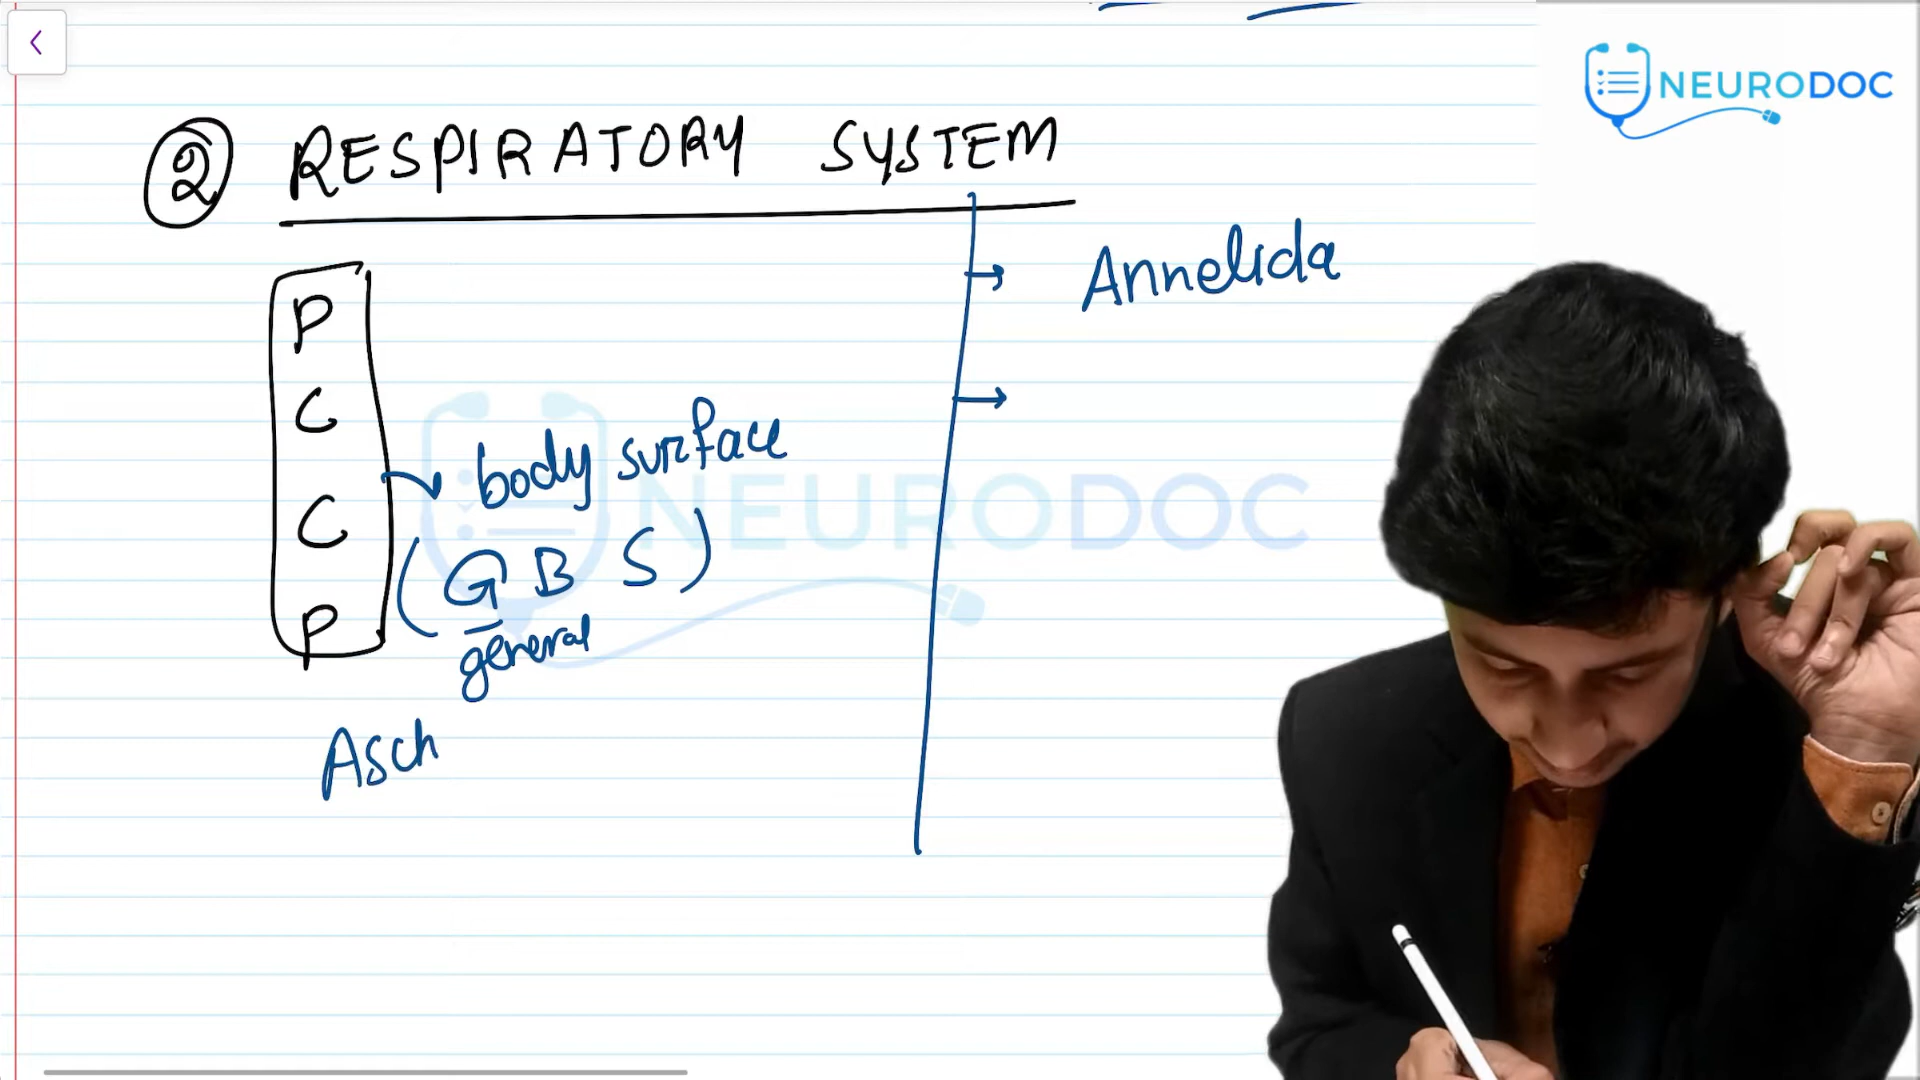 NEURODOC
② RESPIRATORY SYSTEM
P
C
C
P
body surface
(G B S)
general
Asch
Annelida
NEURODOC